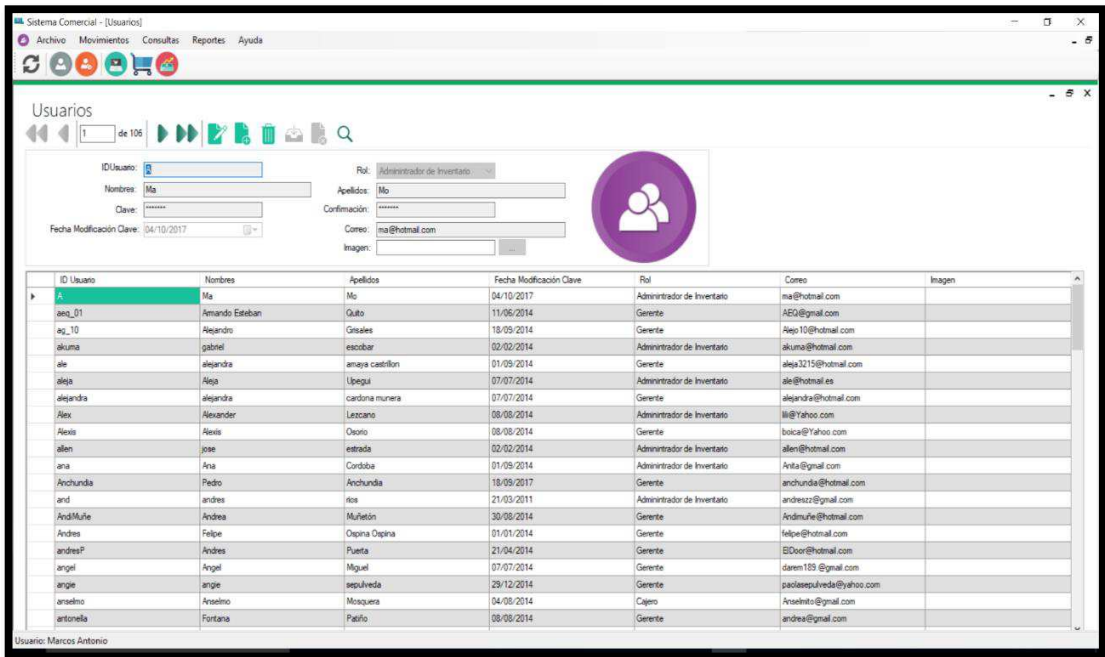 Sistema Comercial - [Usuarios]
Archivo Movimientos Consultas Reportes Ayuda
Usuarios
1 de 106
IDUsuario: A Rol: Adminintrador de Inventario
Nombres: Ma Apellidos: Mo
Clave: ******* Confirmación: *******
Fecha Modificación Clave: 04/10/2017 Correo: ma@hotmail.com
Imagen: ...
ID Usuario Nombres Apellidos Fecha Modificación Clave Rol Correo Imagen
A Ma Mo 04/10/2017 Adminintrador de Inventario ma@hotmail.com
aeq_01 Armando Esteban Quito 11/06/2014 Gerente AEQ@gmail.com
ag_10 Alejandro Grisales 18/09/2014 Gerente Alejo10@hotmail.com
akuma gabriel escobar 02/02/2014 Adminintrador de Inventario akuma@hotmail.com
ale alejandra amaya castrillon 01/09/2014 Gerente aleja3215@hotmail.com
aleja Aleja Upegui 07/07/2014 Adminintrador de Inventario ale@hotmail.es
alejandra alejandra cardona munera 07/07/2014 Gerente alejandra@hotmail.com
Alex Alexander Lezcano 08/08/2014 Adminintrador de Inventario lili@Yahoo.com
Alexis Alexis Osorio 08/08/2014 Gerente boica@Yahoo.com
allen jose estrada 02/02/2014 Adminintrador de Inventario allen@hotmail.com
ana Ana Cordoba 01/09/2014 Adminintrador de Inventario Anita@gmail.com
Anchundia Pedro Anchundia 18/09/2017 Gerente anchundia@hotmail.com
and andres rios 21/03/2011 Adminintrador de Inventario andreszz@gmail.com
AndiMuñe Andrea Muñetón 30/08/2014 Gerente Andimuñe@hotmail.com
Andres Felipe Ospina Ospina 01/01/2014 Gerente felipe@hotmail.com
andresP Andres Puerta 21/04/2014 Gerente ElDoor@hotmail.com
angel Angel Miguel 07/07/2014 Gerente darem189.@gmail.com
angie angie sepulveda 29/12/2014 Gerente paolasepulveda@yahoo.com
anselmo Anselmo Mosquera 04/08/2014 Cajero Anselmito@gmail.com
antonella Fontana Patiño 08/08/2014 Gerente andrea@gmail.com
Usuario: Marcos Antonio